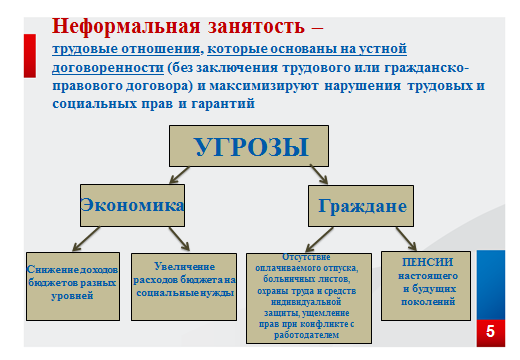 Неформальная занятость –
трудовые отношения, которые основаны на устной
договоренности (без заключения трудового или гражданско-
правового договора) и максимизируют нарушения трудовых и
социальных прав и гарантий
УГРОЗЫ
Экономика
Граждане
Снижение доходов
бюджетов разных
уровней
Увеличение
расходов бюджета на
социальные нужды
Отсутствие
оплачиваемого отпуска,
больничных листов,
охраны труда и средств
индивидуальной
защиты, ущемление
прав при конфликте с
работодателем
ПЕНСИИ
настоящего
и будущих
поколений
5